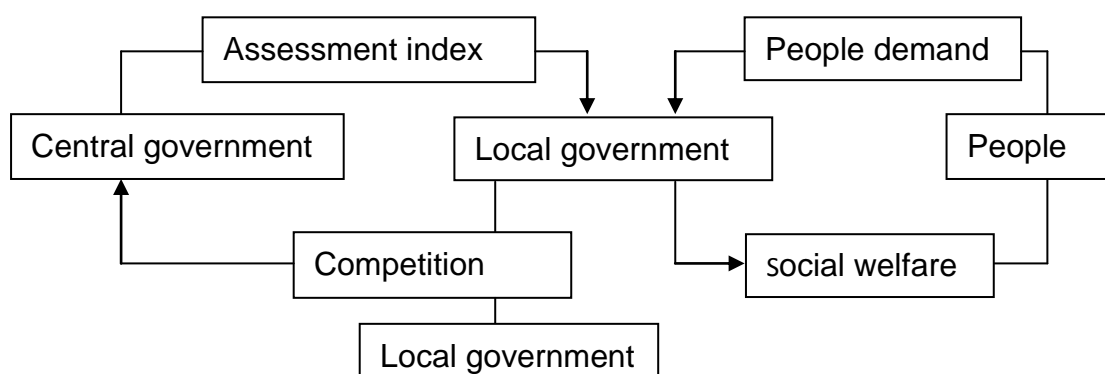 Assessment index
People demand
Central government
Local government
People
Competition
social welfare
Local government